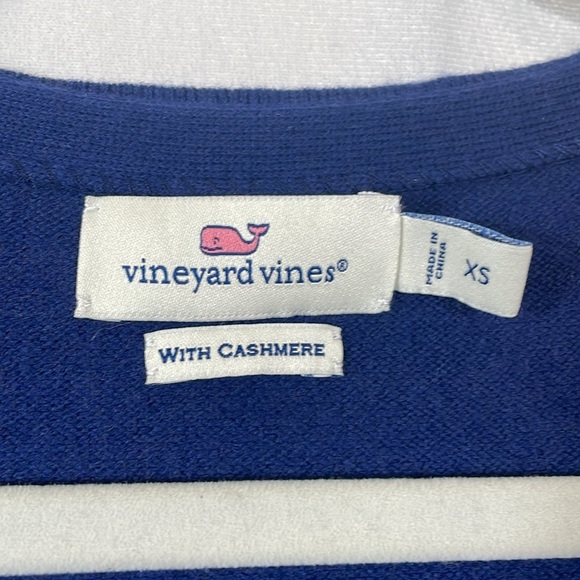 vineyard vines®
MADE IN
CHINA
XS
WITH CASHMERE